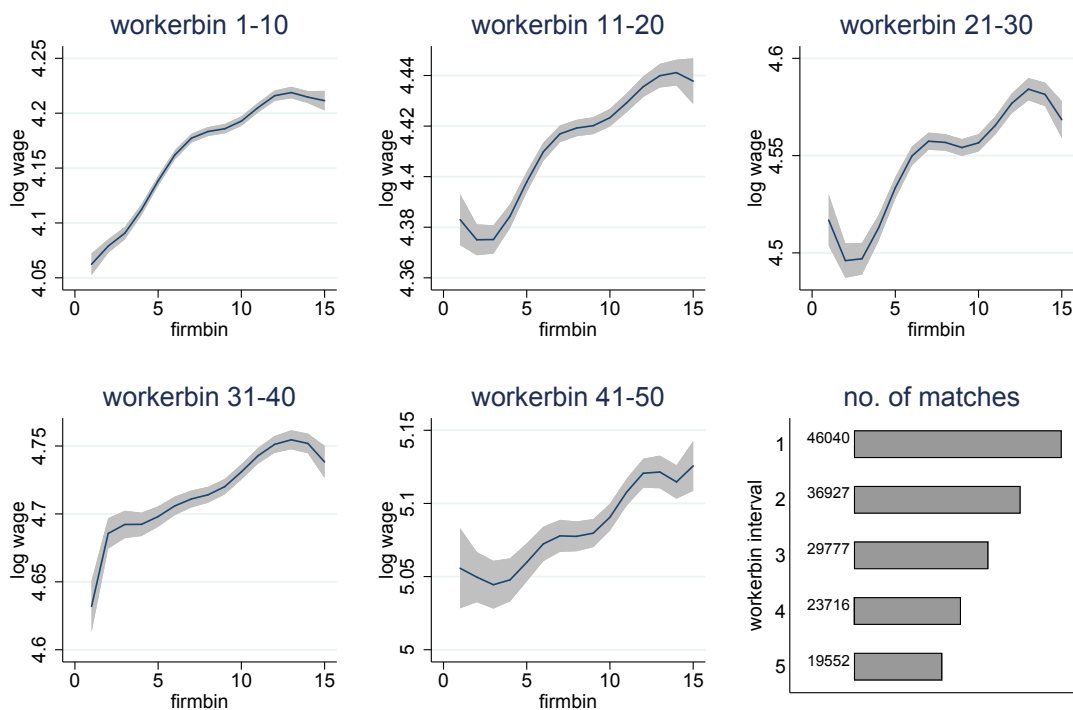 workerbin 1-10
log wage
4.25
4.2
4.15
4.1
4.05
0 5 10 15
firmbin
workerbin 11-20
log wage
4.44
4.42
4.4
4.38
4.36
0 5 10 15
firmbin
workerbin 21-30
log wage
4.6
4.55
4.5
0 5 10 15
firmbin
workerbin 31-40
log wage
4.75
4.7
4.65
4.6
0 5 10 15
firmbin
workerbin 41-50
log wage
5.15
5.1
5.05
5
0 5 10 15
firmbin
no. of matches
workerbin interval
1 46040
2 36927
3 29777
4 23716
5 19552